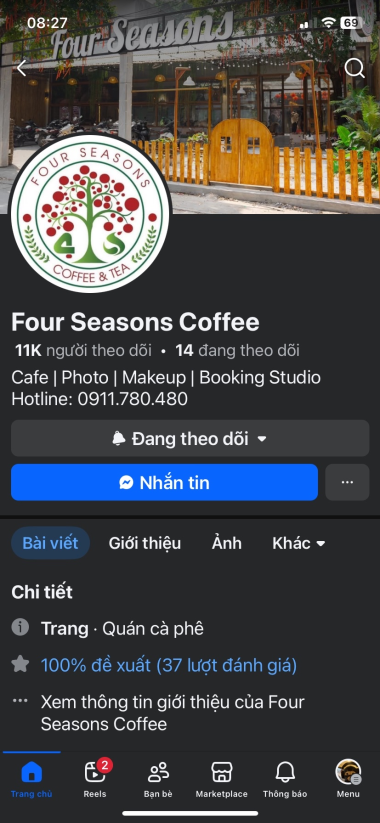 08:27
69
Four Seasons
FOUR SEASONS
4 S
COFFEE & TEA
Four Seasons Coffee
11K người theo dõi • 14 đang theo dõi
Cafe | Photo | Makeup | Booking Studio
Hotline: 0911.780.480
Đang theo dõi
Nhắn tin
Bài viết Giới thiệu Ảnh Khác
Chi tiết
Trang · Quán cà phê
100% đề xuất (37 lượt đánh giá)
Xem thông tin giới thiệu của Four
Seasons Coffee
2
Trang chủ Reels Bạn bè Marketplace Thông báo Menu